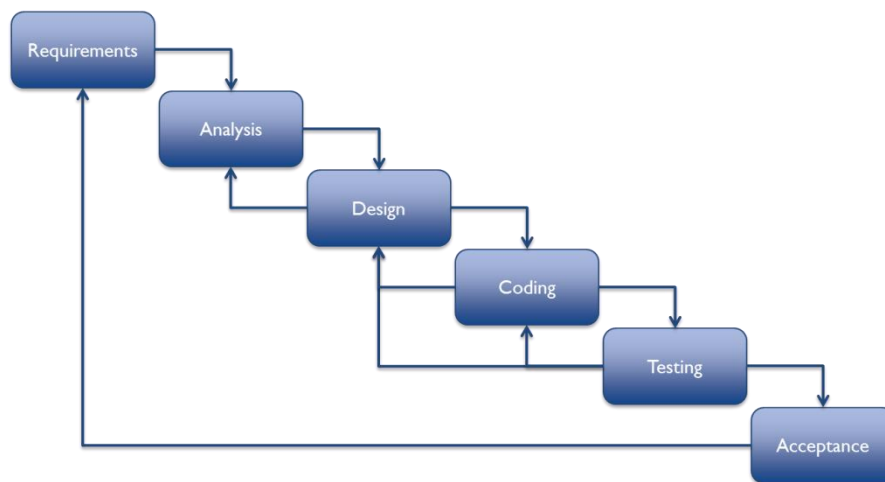 Requirements
Analysis
Design
Coding
Testing
Acceptance